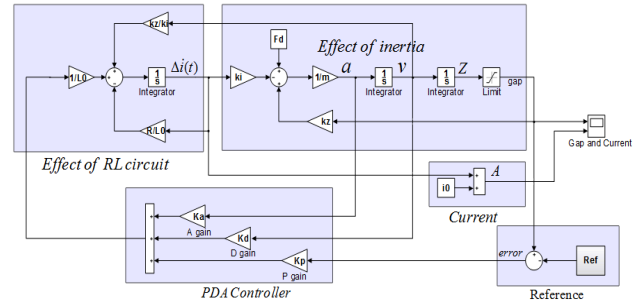 kz/ki
Fd
Effect of inertia
1/L0
Δi(t)
1
s
Integrator
ki
1/m
a
1
s
Integrator
v
1
s
Integrator
Z
Limit
gap
R/L0
kz
Gap and Current
Effect of RL circuit
i0
A
Current
Ka
A gain
Kd
D gain
Kp
P gain
error
Ref
PDA Controller
Reference